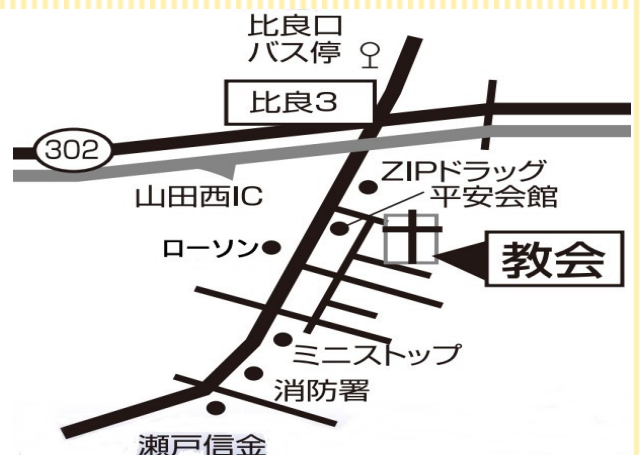 比良口
バス停
比良3
302
山田西IC
ZIPドラッグ
平安会館
ローソン
教会
ミニストップ
消防署
瀬戸信金